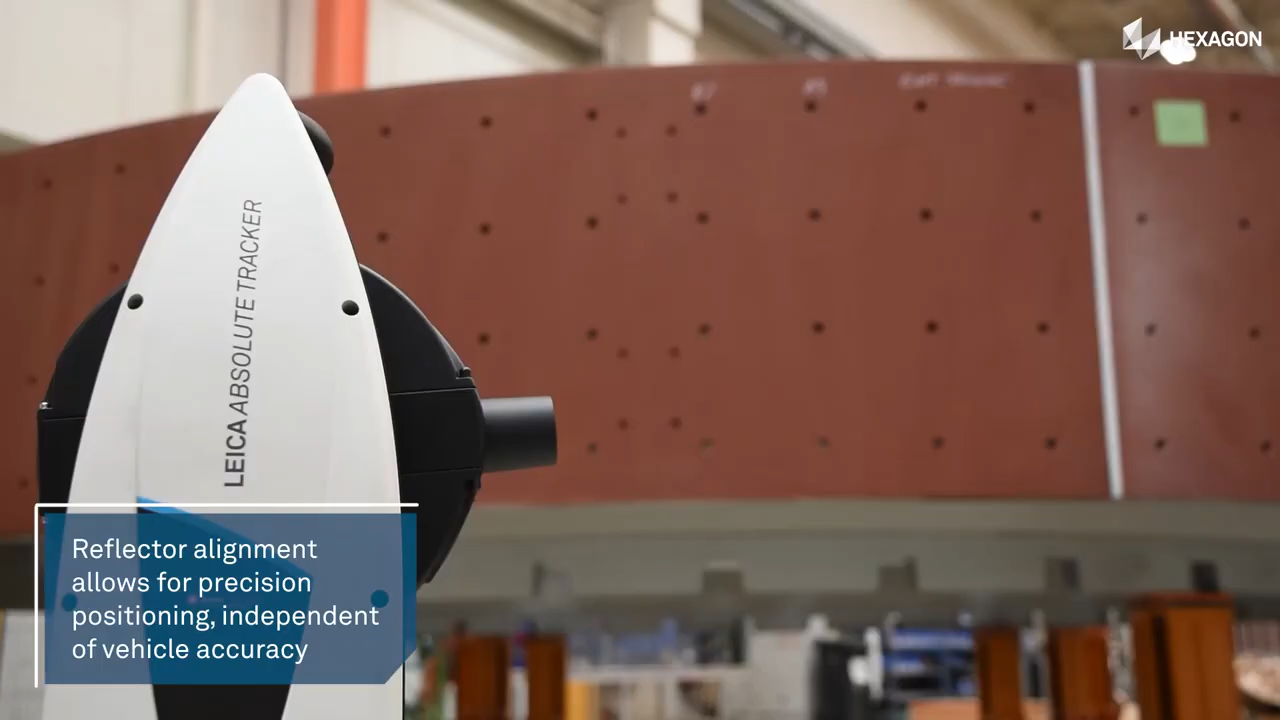 HEXAGON
LEICA ABSOLUTE TRACKER
Reflector alignment
allows for precision
positioning, independent
of vehicle accuracy